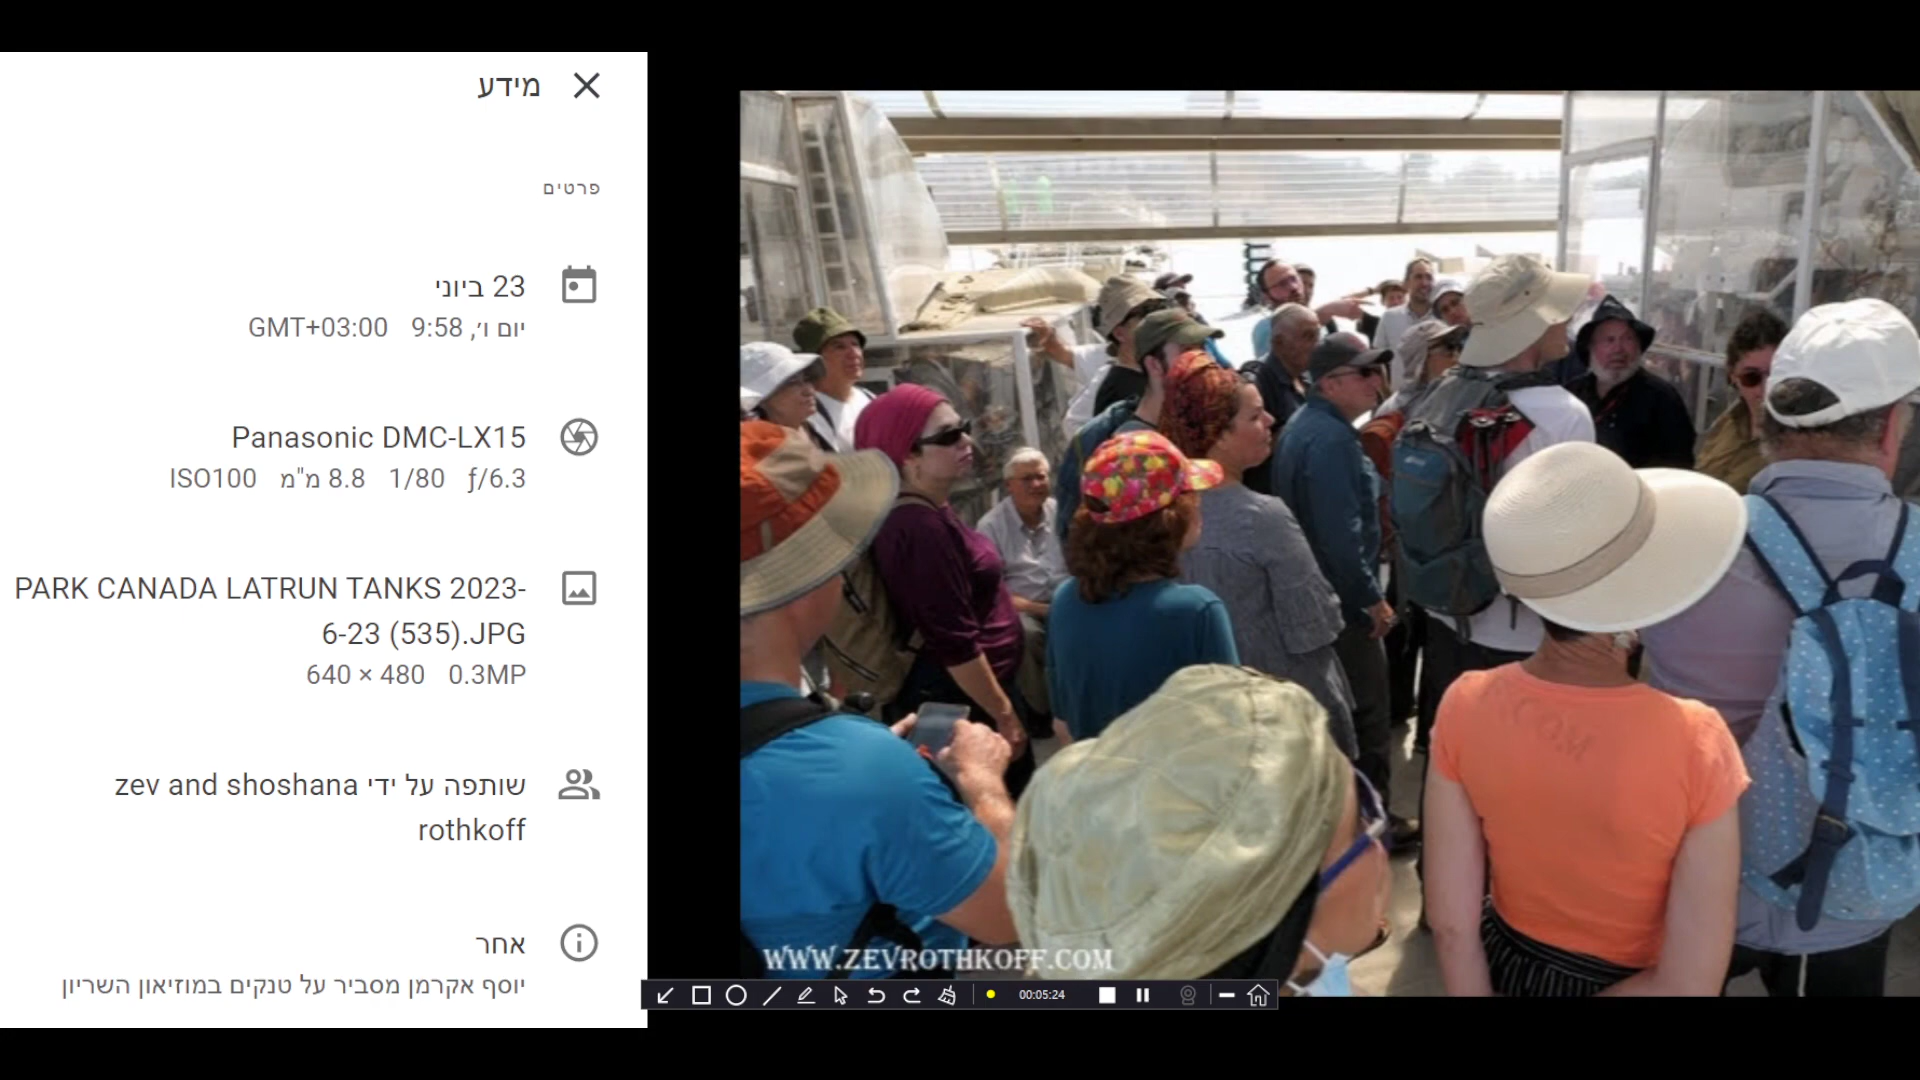 מידע
פרטים
23 ביוני
יום ו׳, 9:58 GMT+03:00
Panasonic DMC-LX15
ƒ/6.3 1/80 8.8 מ"מ ISO100
PARK CANADA LATRUN TANKS 2023-
6-23 (535).JPG
640 × 480 0.3MP
שותפה על ידי zev and shoshana
rothkoff
אחר
יוסף אקרמן מסביר על טנקים במוזיאון השריון
WWW.ZEVROTHKOFF.COM
00:05:24